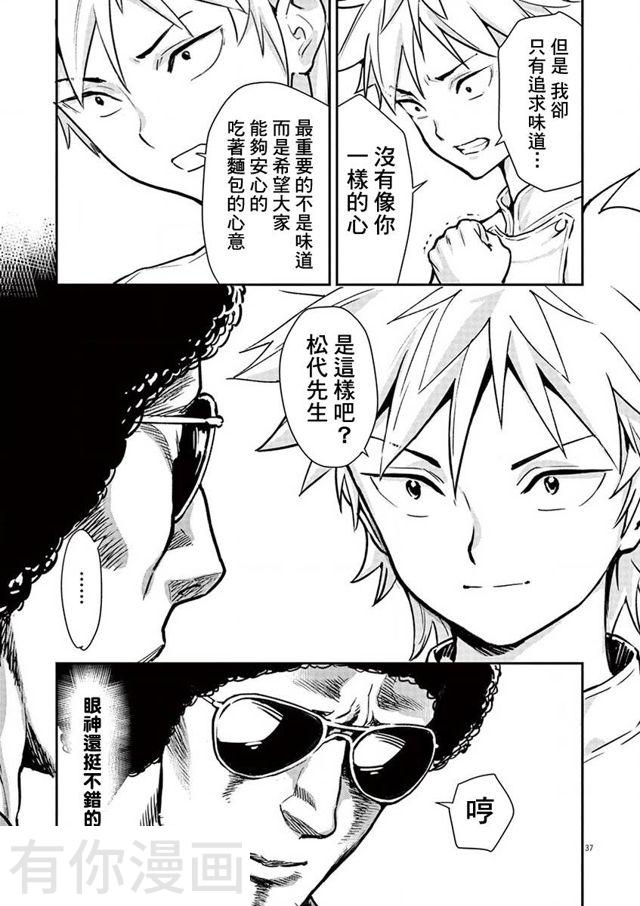 但是 我卻
只有追求味道…
沒有像你
一樣的心
最重要的不是味道
而是希望大家
能夠安心的
吃著麵包的心意
是這樣吧？
松代先生
……
眼神還挺不錯的
哼
37
有你漫画